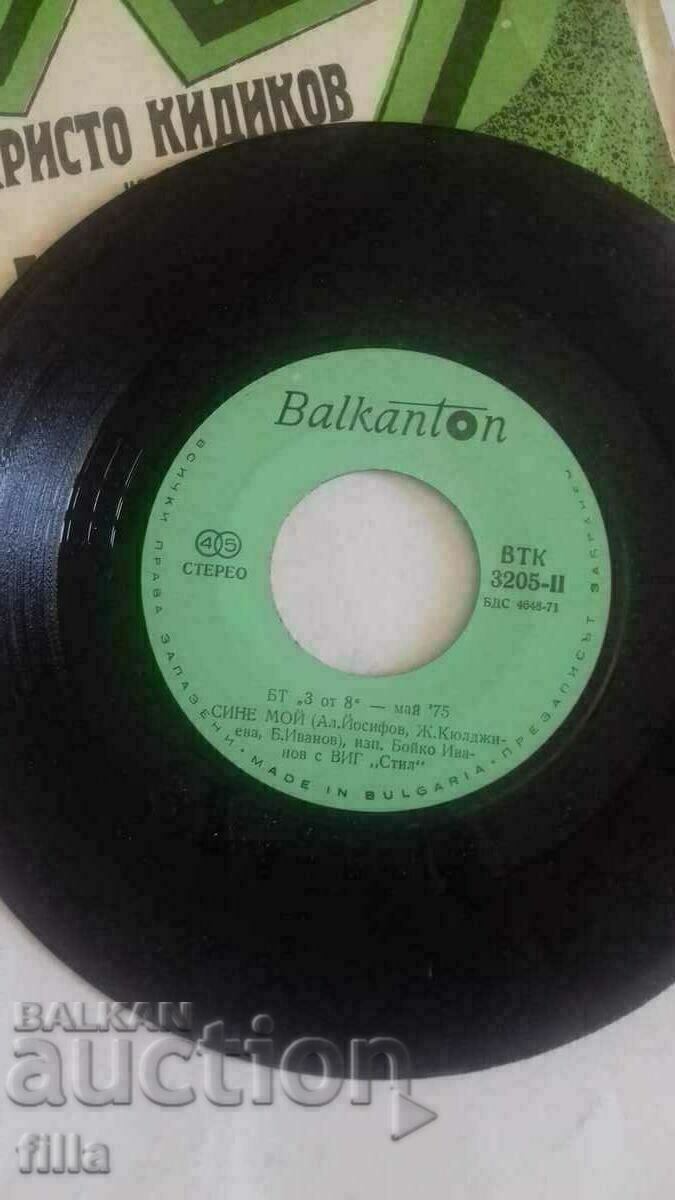 КИДИКОВ
Balkanton
45
СТЕРЕО
ВТК
3205-II
БДС 4648-71
БТ „3 от 8“ — май '75
СИНЕ МОЙ (Ал.Йосифов, Ж.Кюлджи-
ева, Б.Иванов), изп. Бойко Ива-
нов с ВИГ „Стил“
ВСИЧКИ ПРАВА ЗАПАЗЕНИ • MADE IN BULGARIA • ПРЕЗАПИСЪТ ЗАБРАНЕН
BALKAN
auction
filla